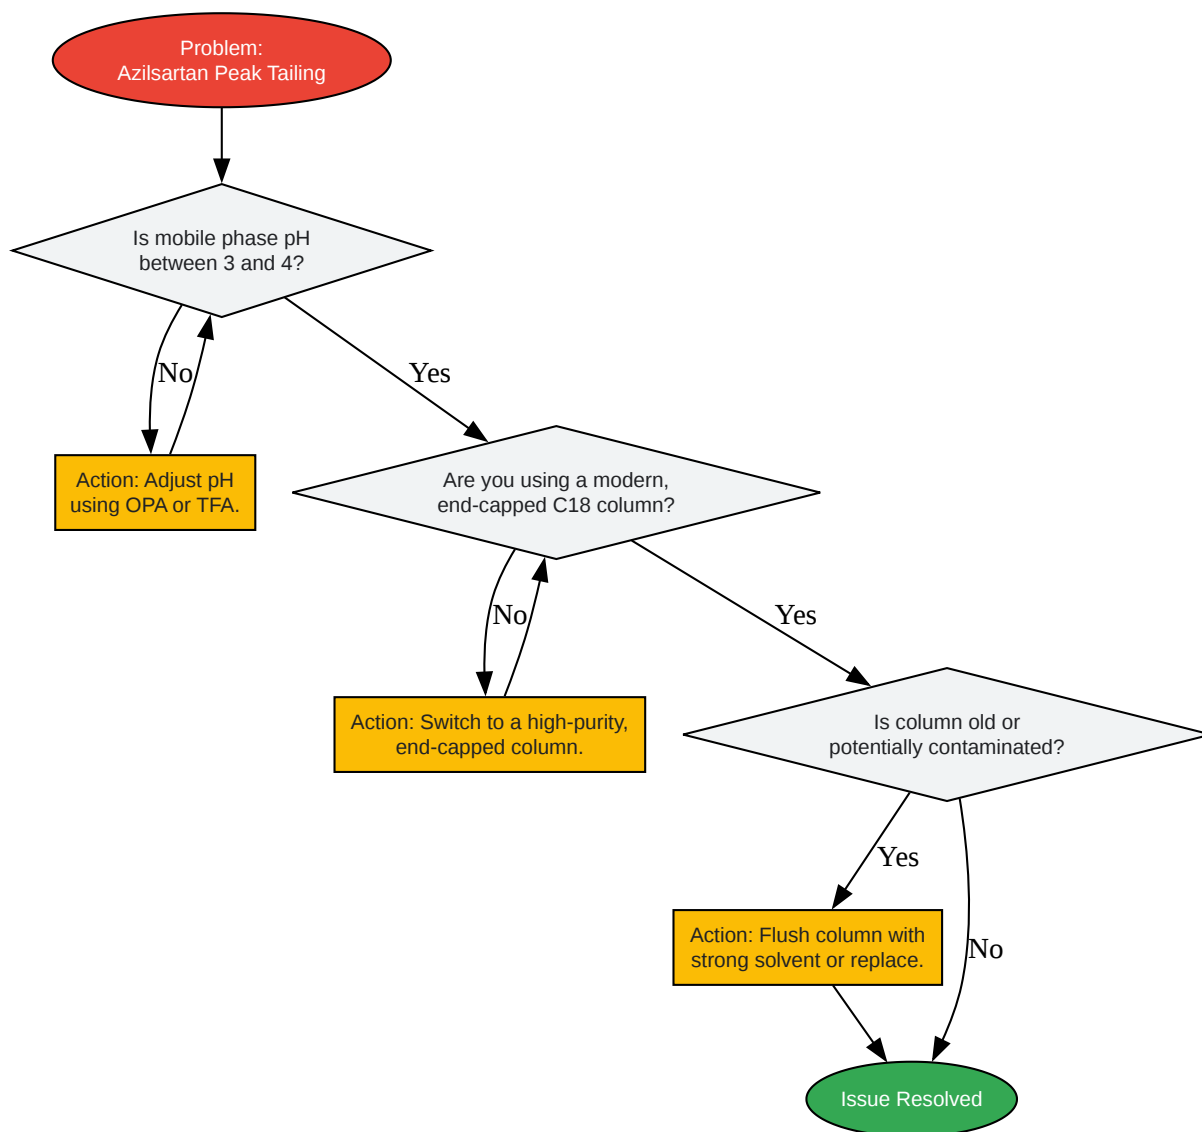 Problem:
Azilsartan Peak Tailing
Is mobile phase pH
between 3 and 4?
No
Yes
Action: Adjust pH
using OPA or TFA.
Are you using a modern,
end-capped C18 column?
No
Yes
Action: Switch to a high-purity,
end-capped column.
Is column old or
potentially contaminated?
Yes
No
Action: Flush column with
strong solvent or replace.
Issue Resolved